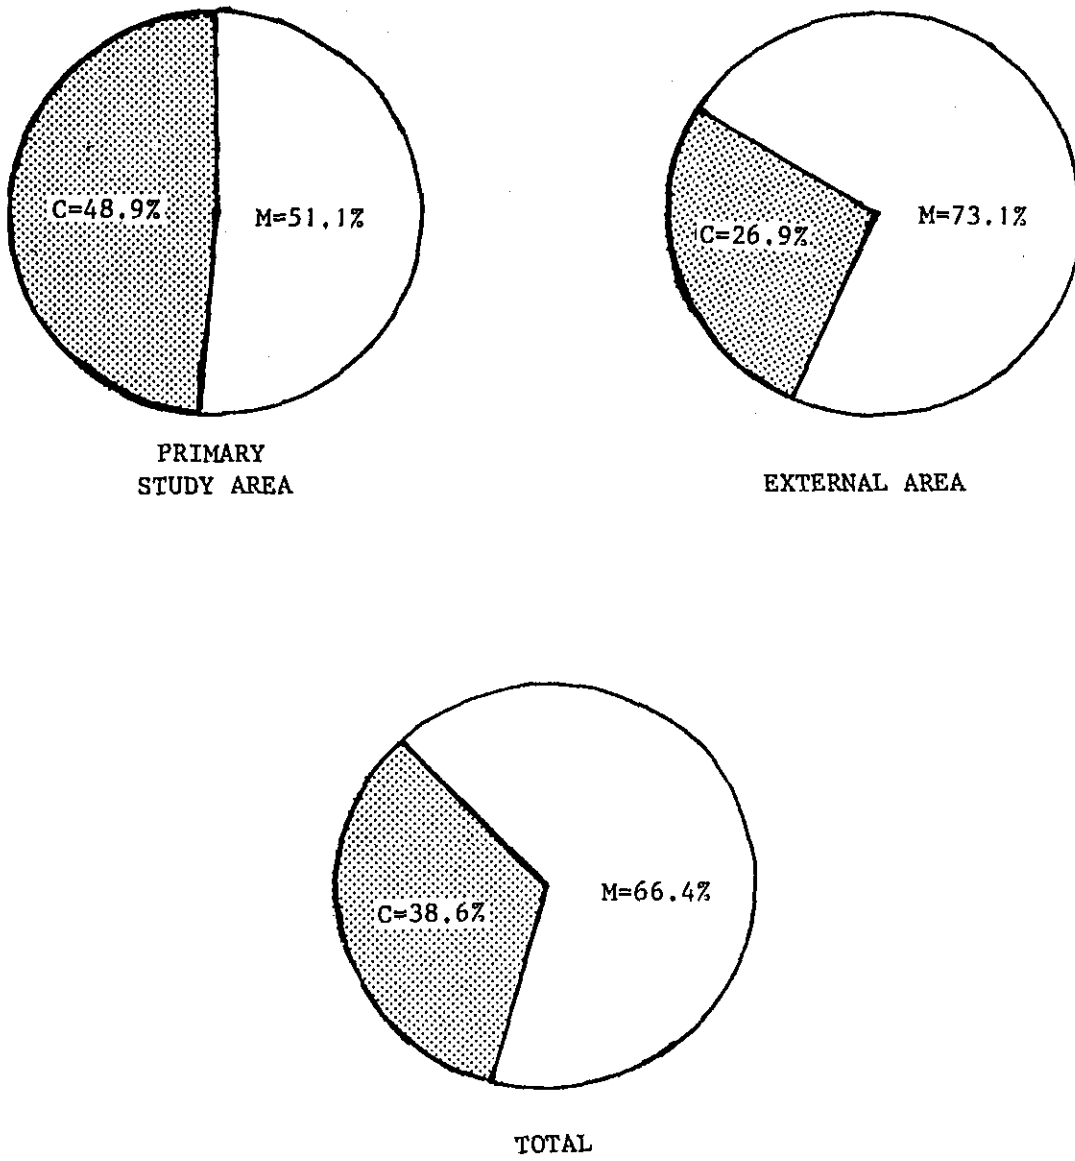 C=48.9%
M=51.1%
PRIMARY
STUDY AREA
C=26.9%
M=73.1%
EXTERNAL AREA
C=38.6%
M=66.4%
TOTAL